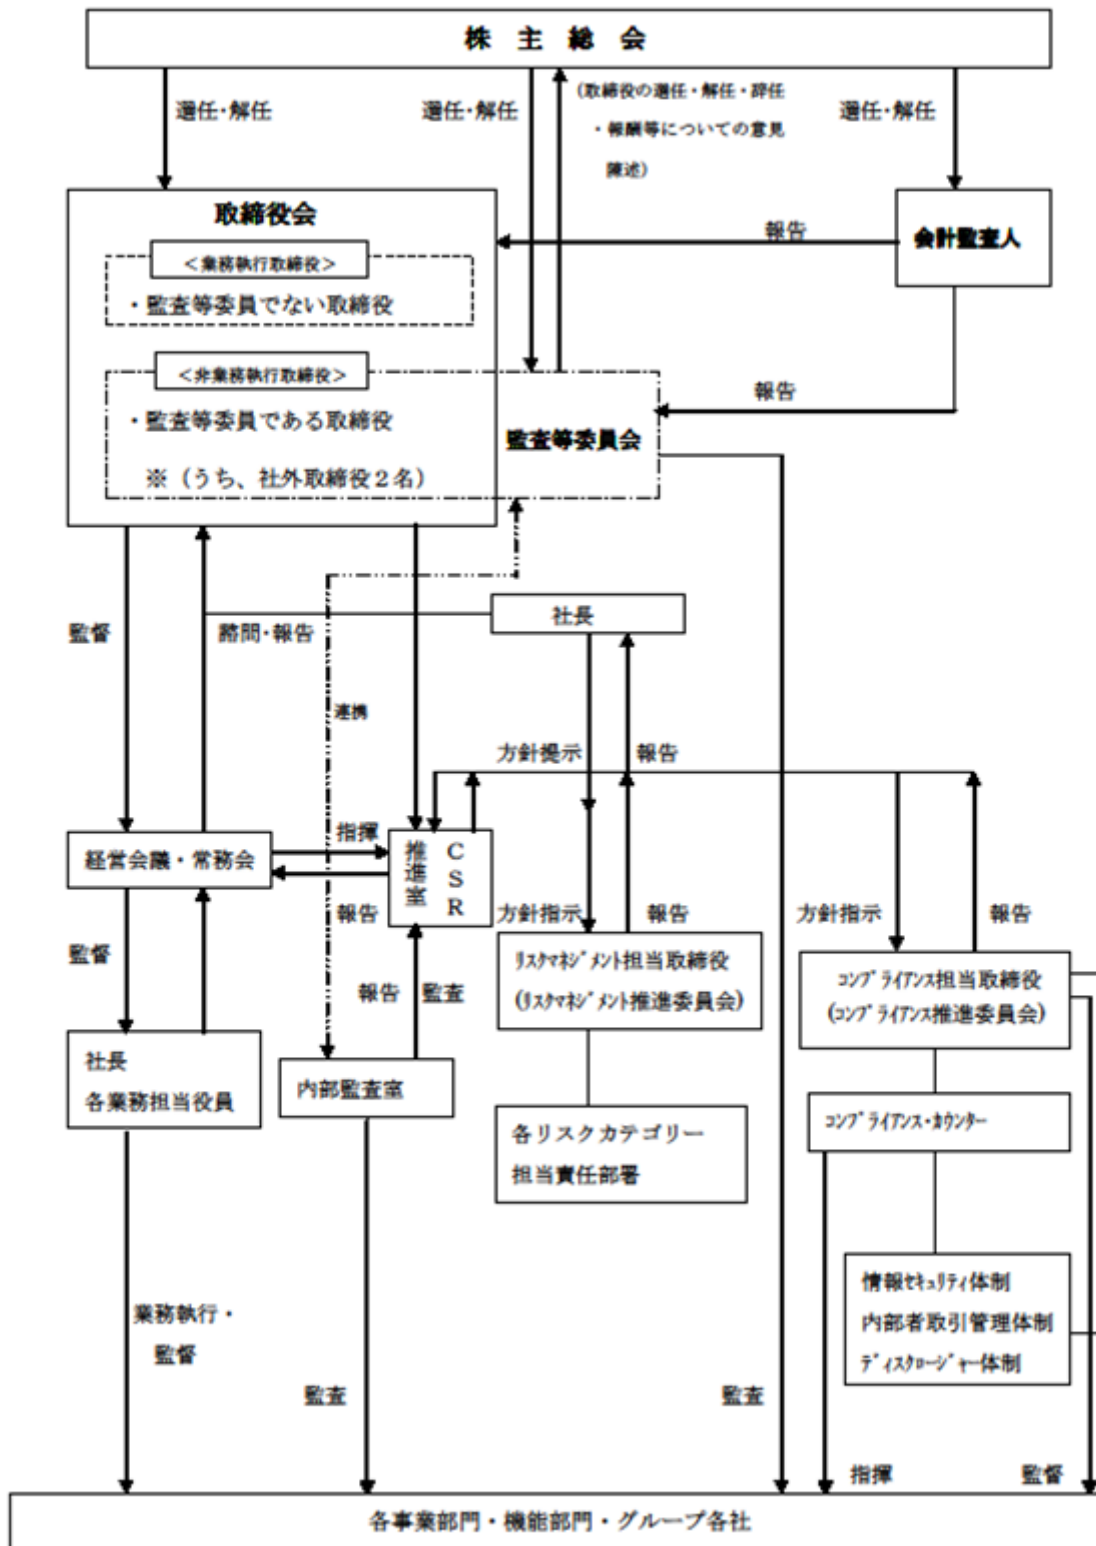 株主総会
選任・解任
選任・解任
(取締役の選任・解任・辞任
・報酬等についての意見
陳述)
選任・解任
取締役会
会計監査人
報告
＜業務執行取締役＞
・監査等委員でない取締役
＜非業務執行取締役＞
・監査等委員である取締役
※（うち、社外取締役２名）
監査等委員会
報告
社長
監督
諮問・報告
連携
方針提示
報告
経営会議・常務会
指揮
報告
CSR
推進室
監督
報告
監査
方針指示
報告
方針指示
報告
ﾘｽｸﾏﾈｼﾞﾒﾝﾄ担当取締役
(ﾘｽｸﾏﾈｼﾞﾒﾝﾄ推進委員会)
ｺﾝﾌﾟﾗｲｱﾝｽ担当取締役
(ｺﾝﾌﾟﾗｲｱﾝｽ推進委員会)
社長
各業務担当役員
内部監査室
各リスクカテゴリー
担当責任部署
ｺﾝﾌﾟﾗｲｱﾝｽ・ｶｳﾝﾀｰ
情報ｾｷｭﾘﾃｨ体制
内部者取引管理体制
ﾃﾞｨｽｸﾛｰｼﾞｬｰ体制
業務執行・
監督
監査
監査
指揮
監督
各事業部門・機能部門・グループ各社